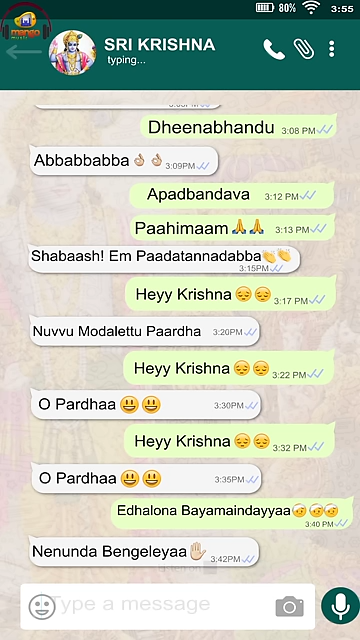 80%
3:55
mango
music
SRI KRISHNA
typing...
Dheenabhandu 3:08 PM
Abbabbabba👌🏻👌🏻 3:09PM
Apadbandava 3:12 PM
Paahimaam🙏🙏 3:13 PM
Shabaash! Em Paadatannadabba👏👏
3:15PM
Heyy Krishna 😔😔 3:17 PM
Nuvvu Modalettu Paardha 3:20PM
Heyy Krishna 😔😔 3:22 PM
O Pardhaa 😃😃 3:30PM
Heyy Krishna 😔😔 3:32 PM
O Pardhaa 😃😃 3:35PM
Edhalona Bayamaindayyaa🤕🤕🤕
3:40 PM
Nenunda Bengeleyaa✋🏻 3:42PM
Type a message